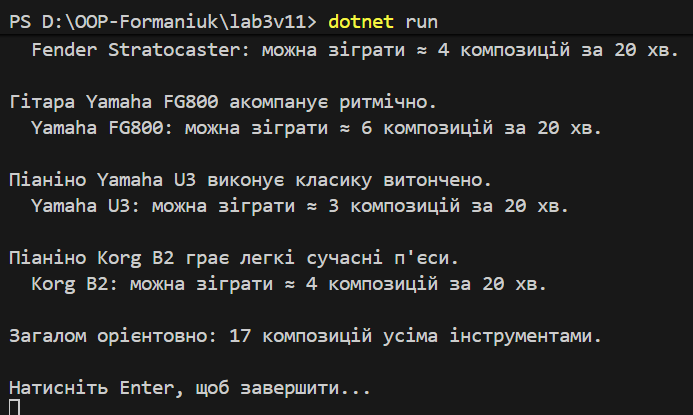 PS D:\OOP-Formaniuk\lab3v11> dotnet run
Fender Stratocaster: можна зіграти ≈ 4 композицій за 20 хв.
Гітара Yamaha FG800 акомпанує ритмічно.
Yamaha FG800: можна зіграти ≈ 6 композицій за 20 хв.
Піаніно Yamaha U3 виконує класику витончено.
Yamaha U3: можна зіграти ≈ 3 композицій за 20 хв.
Піаніно Korg B2 грає легкі сучасні п'єси.
Korg B2: можна зіграти ≈ 4 композицій за 20 хв.
Загалом орієнтовно: 17 композицій усіма інструментами.
Натисніть Enter, щоб завершити...